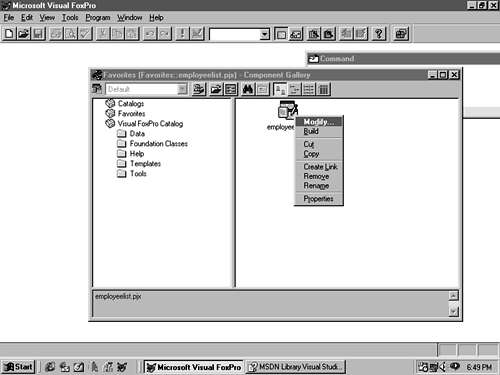 Microsoft Visual FoxPro
File Edit View Tools Program Window Help
Command
Favorites (Favorites::employeelist.pjx) - Component Gallery
Default
Catalogs
Favorites
Visual FoxPro Catalog
Data
Foundation Classes
Help
Templates
Tools
employee
Modify...
Build
Cut
Copy
Create Link
Remove
Rename
Properties
employeelist.pjx
Start Microsoft Visual FoxPro MSDN Library Visual Studi... 6:49 PM